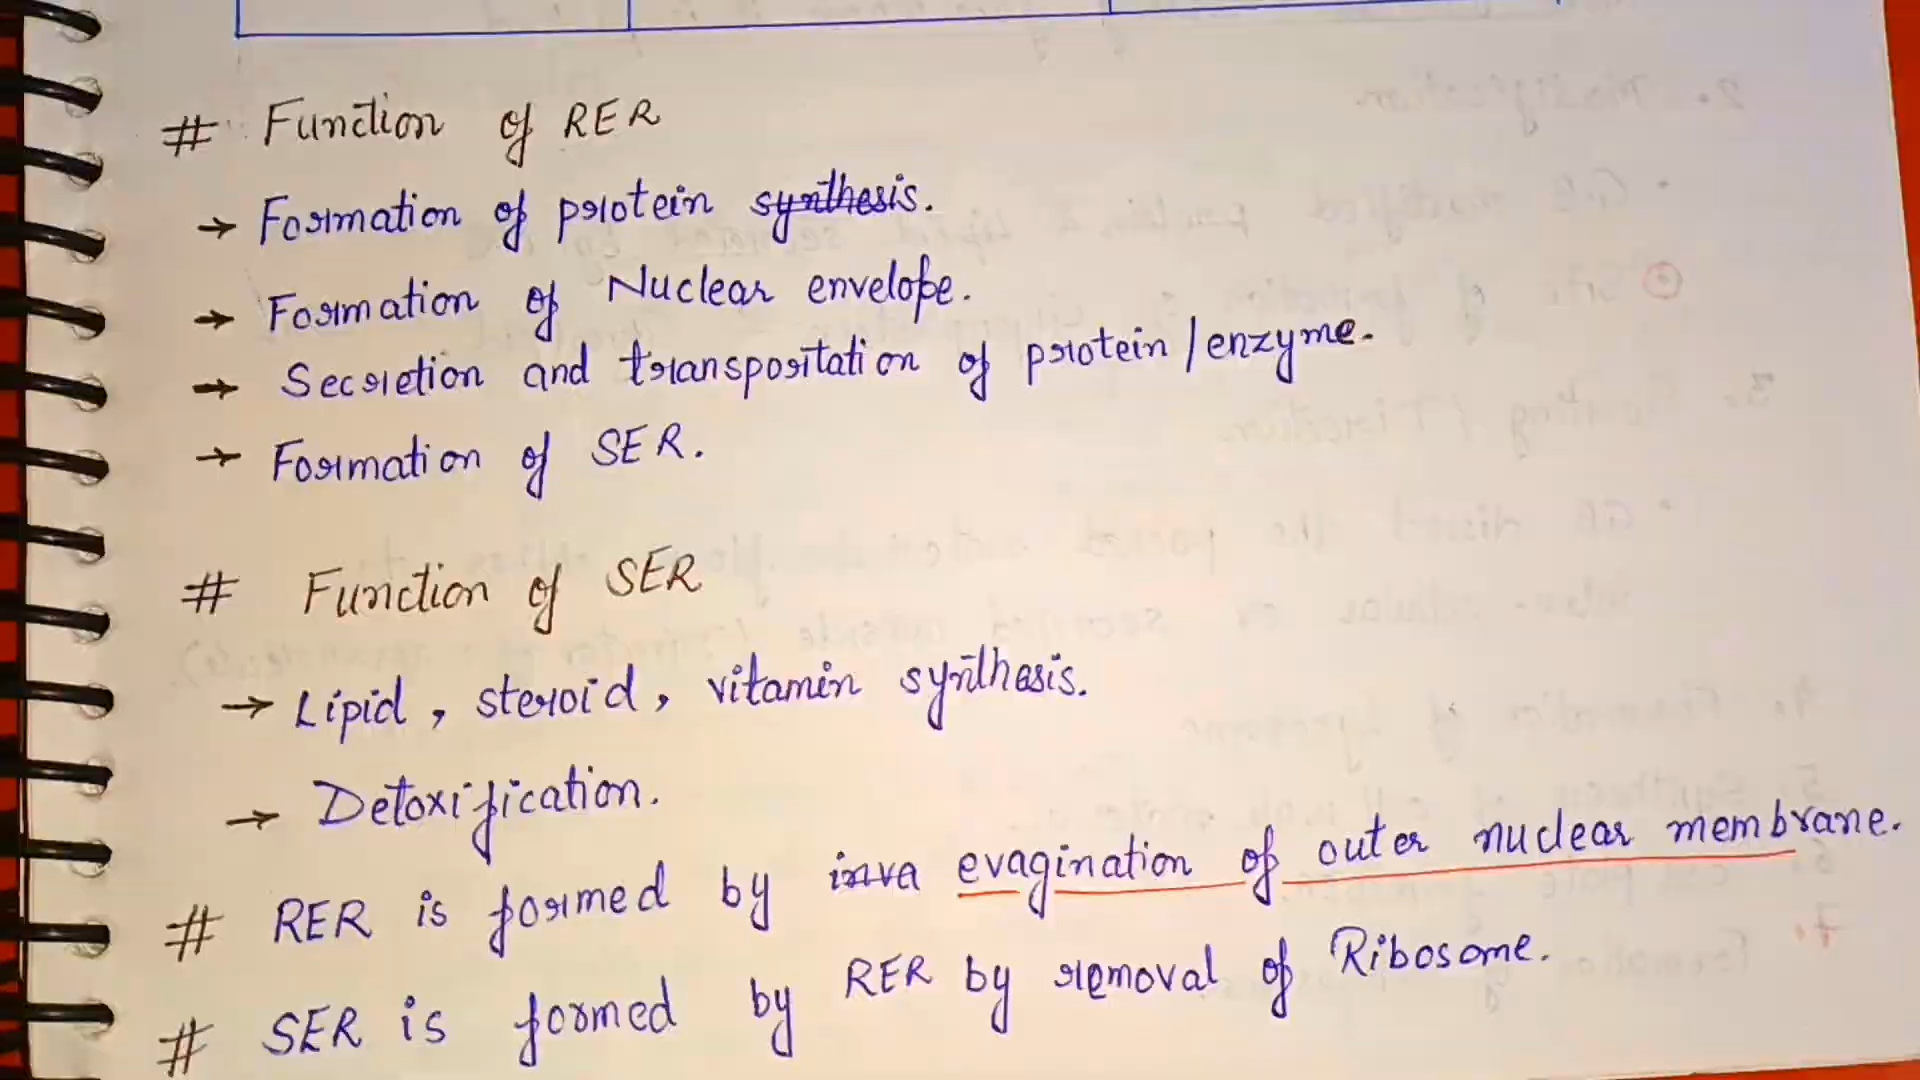 # Function of RER
→ Formation of protein synthesis.
→ Formation of Nuclear envelope.
→ Secretion and transportation of protein/enzyme.
→ Formation of SER.
# Function of SER
→ Lipid, steroid, vitamin synthesis.
→ Detoxification.
# RER is formed by inva evagination of outer nuclear membrane.
# SER is formed by RER by removal of Ribosome.